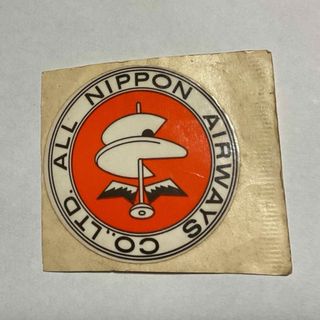 ALL NIPPON AIRWAYS CO.,LTD.